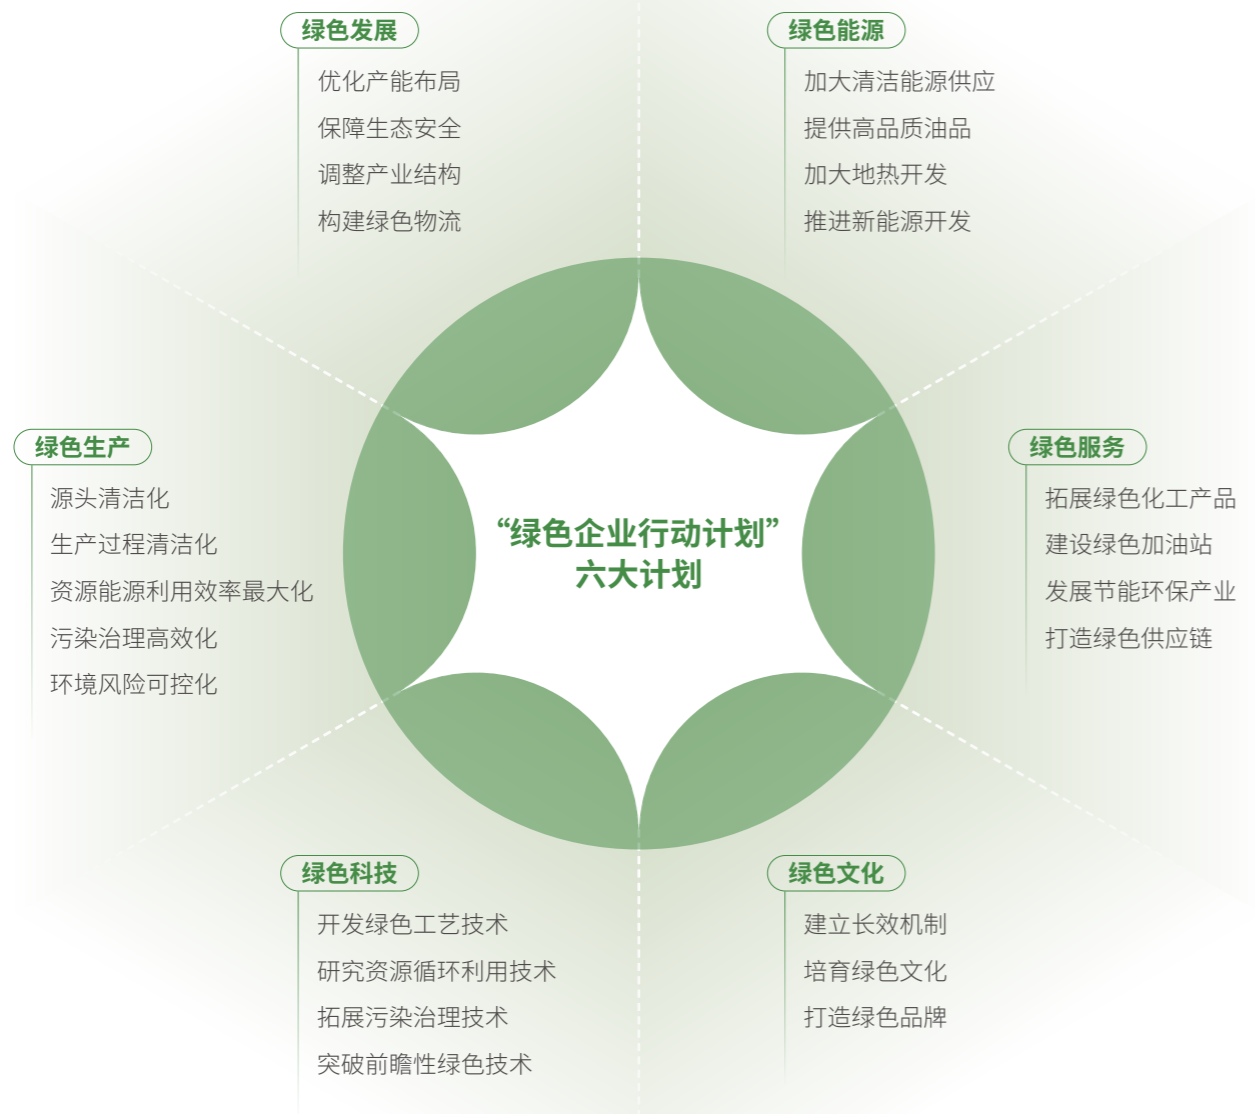 绿色发展
优化产能布局
保障生态安全
调整产业结构
构建绿色物流
绿色能源
加大清洁能源供应
提供高品质油品
加大地热开发
推进新能源开发
绿色生产
源头清洁化
生产过程清洁化
资源能源利用效率最大化
污染治理高效化
环境风险可控化
“绿色企业行动计划”
六大计划
绿色服务
拓展绿色化工产品
建设绿色加油站
发展节能环保产业
打造绿色供应链
绿色科技
开发绿色工艺技术
研究资源循环利用技术
拓展污染治理技术
突破前瞻性绿色技术
绿色文化
建立长效机制
培育绿色文化
打造绿色品牌